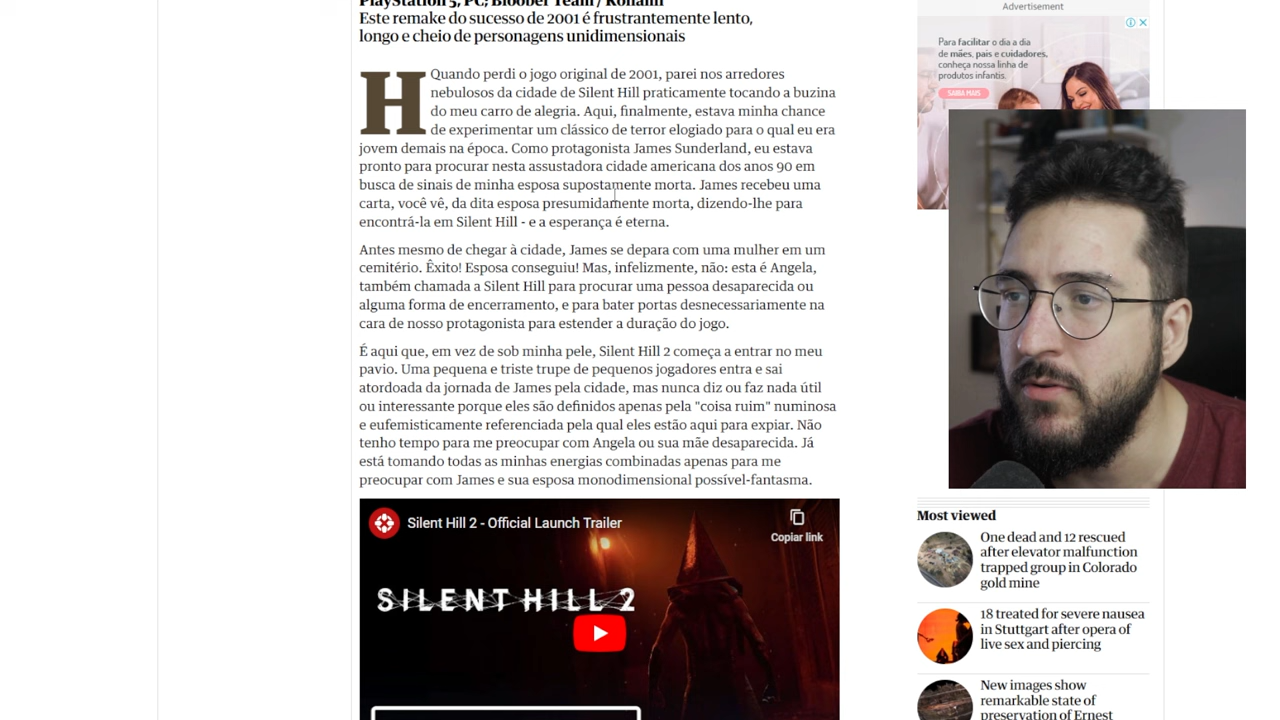 PlayStation 5, PC; Bloober Team / Konami
Este remake do sucesso de 2001 é frustrantemente lento,
longo e cheio de personagens unidimensionais
H
Quando perdi o jogo original de 2001, parei nos arredores
nebulosos da cidade de Silent Hill praticamente tocando a buzina
do meu carro de alegria. Aqui, finalmente, estava minha chance
de experimentar um clássico de terror elogiado para o qual eu era
jovem demais na época. Como protagonista James Sunderland, eu estava
pronto para procurar nesta assustadora cidade americana dos anos 90 em
busca de sinais de minha esposa supostamente morta. James recebeu uma
carta, você vê, da dita esposa presumidamente morta, dizendo-lhe para
encontrá-la em Silent Hill - e a esperança é eterna.
Antes mesmo de chegar à cidade, James se depara com uma mulher em um
cemitério. Êxito! Esposa conseguiu! Mas, infelizmente, não: esta é Angela,
também chamada a Silent Hill para procurar uma pessoa desaparecida ou
alguma forma de encerramento, e para bater portas desnecessariamente na
cara de nosso protagonista para estender a duração do jogo.
É aqui que, em vez de sob minha pele, Silent Hill 2 começa a entrar no meu
pavio. Uma pequena e triste trupe de pequenos jogadores entra e sai
atordoada da jornada de James pela cidade, mas nunca diz ou faz nada útil
ou interessante porque eles são definidos apenas pela "coisa ruim" numinosa
e eufemisticamente referenciada pela qual eles estão aqui para expiar. Não
tenho tempo para me preocupar com Angela ou sua mãe desaparecida. Já
está tomando todas as minhas energias combinadas apenas para me
preocupar com James e sua esposa monodimensional possível-fantasma.
Silent Hill 2 - Official Launch Trailer
Copiar link
SILENT HILL 2
Advertisement
Para facilitar o dia a dia
de mães, pais e cuidadores,
conheça nossa linha de
produtos infantis.
SAIBA MAIS
Most viewed
One dead and 12 rescued
after elevator malfunction
trapped group in Colorado
gold mine
18 treated for severe nausea
in Stuttgart after opera of
live sex and piercing
New images show
remarkable state of
preservation of Ernest